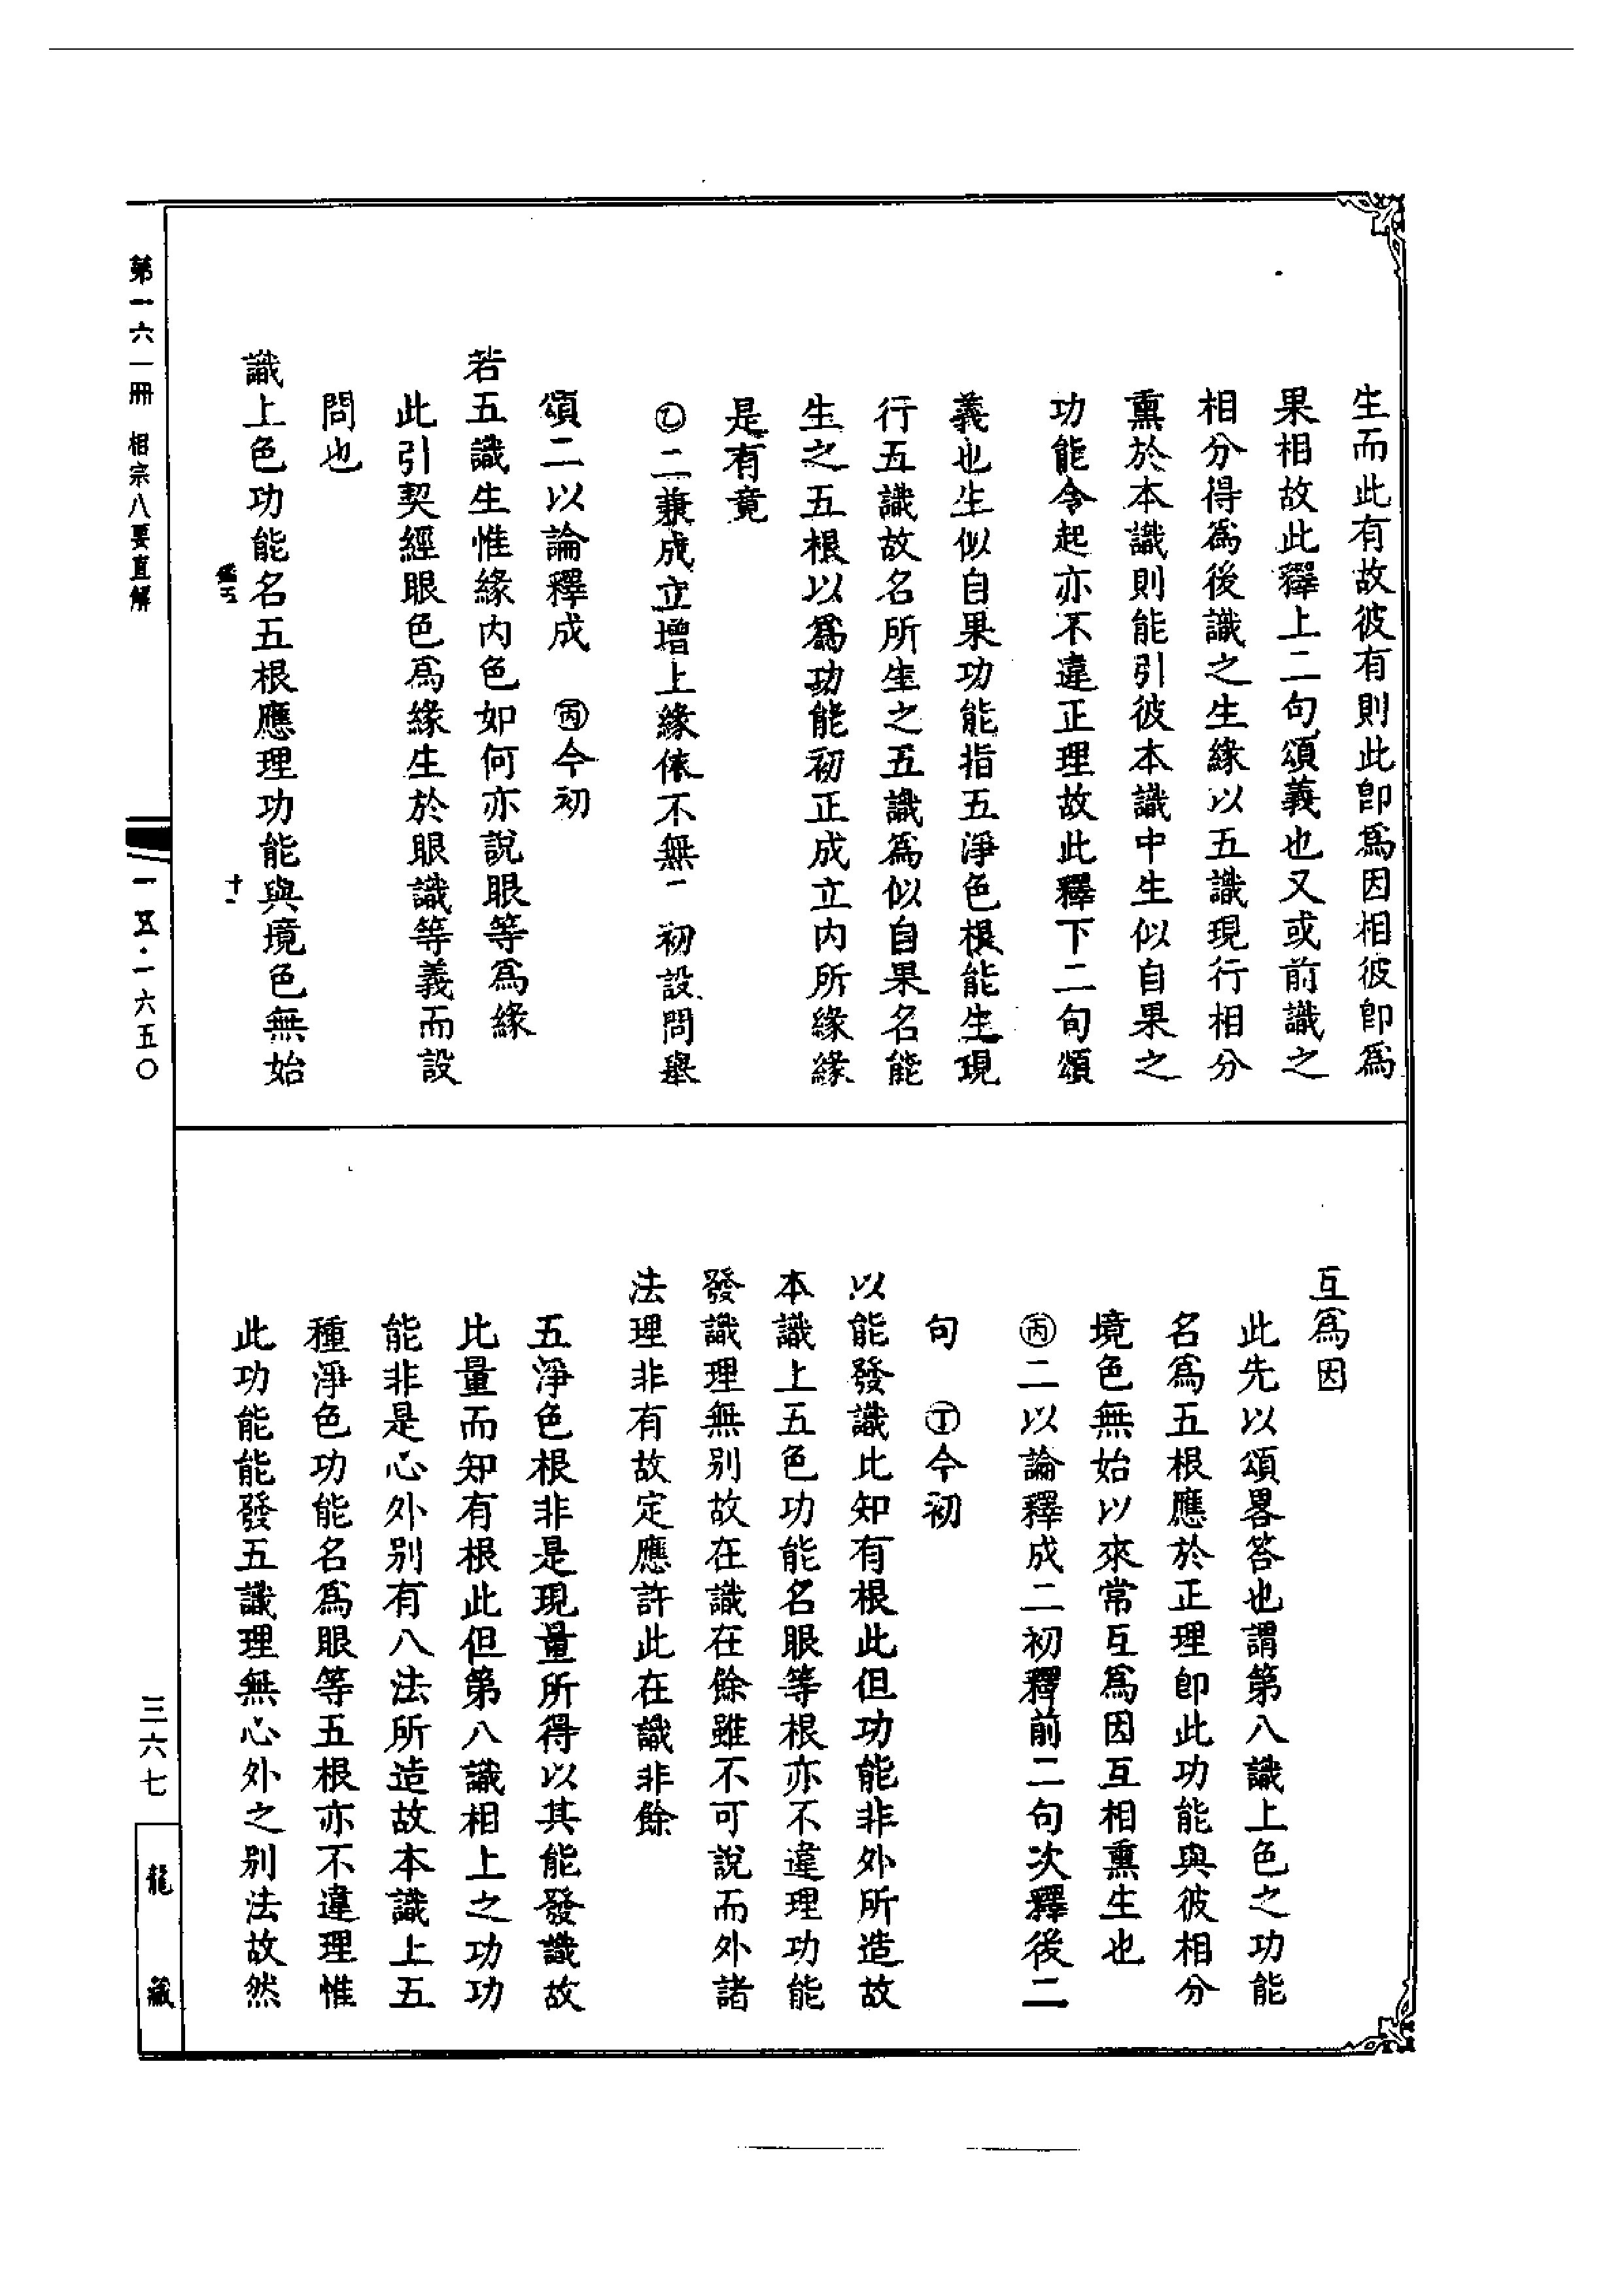 生而此有故彼有則此即爲因相彼即爲
果相故此釋上二句頌義也又或前識之
相分得爲後識之生緣以五識現行相分
熏於本識則能引彼本識中生似自果之
功能令起亦不違正理故此釋下二句頌
義也生似自果功能指五淨色根能生現
行五識故名所生之五識爲似自果名能
生之五根以爲功能初正成立內所緣緣
是有竟
㊁二兼成立增上緣依不無二 初設問舉
頌二以論釋成 ㊅今初
若五識生惟緣內色如何亦說眼等爲緣
此引契經眼色爲緣生於眼識等義而設
問也
識上色功能名五根應理功能與境色無始
互爲因
此先以頌畧答也謂第八識上色之功能
名爲五根應於正理即此功能與彼相分
境色無始以來常互爲因互相熏生也
㊅二以論釋成二初釋前二句次釋後二
句 ㊀今初
以能發識比知有根此但功能非外所造故
本識上五色功能名眼等根亦不違理功能
發識理無別故在識在餘雖不可說而外諸
法理非有故定應許此在識非餘
五淨色根非是現量所得以其能發識故
比量而知有根此但第八識相上之功功
能非是心外別有八法所造故本識上五
種淨色功能名爲眼等五根亦不違理惟
此功能能發五識理無心外之別法故然
第一六一冊 相宗八要直解
一五·一六五〇
三六七
龍藏